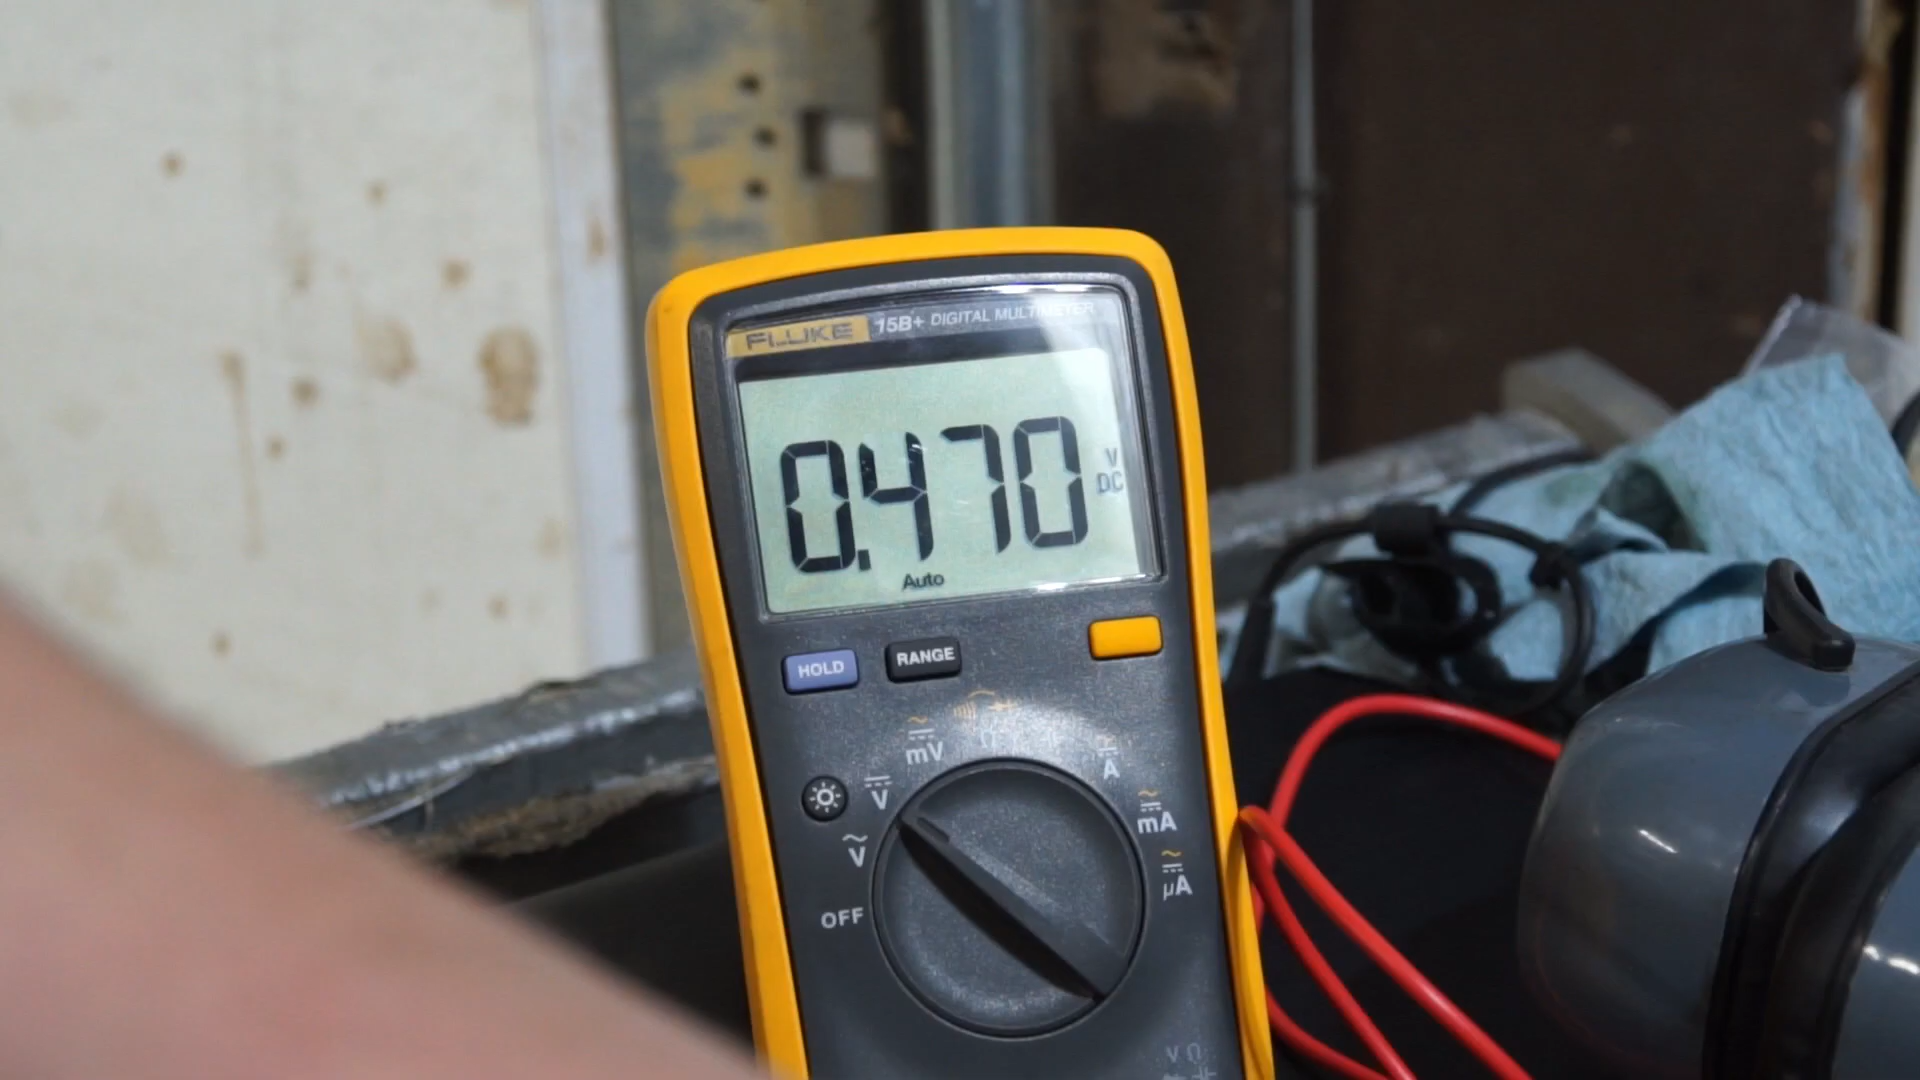 FLUKE 15B+ DIGITAL MULTIMETER
0.470 V DC
Auto
HOLD RANGE
mV
Ω
V
A
mA
V
μA
OFF
V Ω